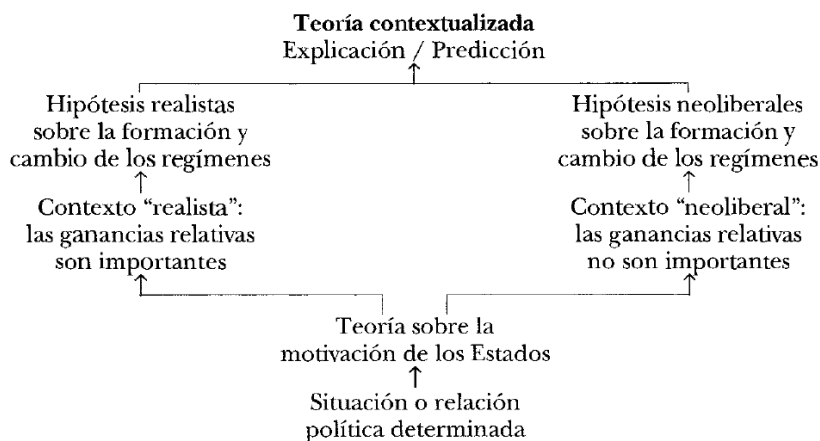 Teoría contextualizada
Explicación / Predicción
Hipótesis realistas
sobre la formación y
cambio de los regímenes
Hipótesis neoliberales
sobre la formación y
cambio de los regímenes
Contexto “realista”:
las ganancias relativas
son importantes
Contexto “neoliberal”:
las ganancias relativas
no son importantes
Teoría sobre la
motivación de los Estados
Situación o relación
política determinada